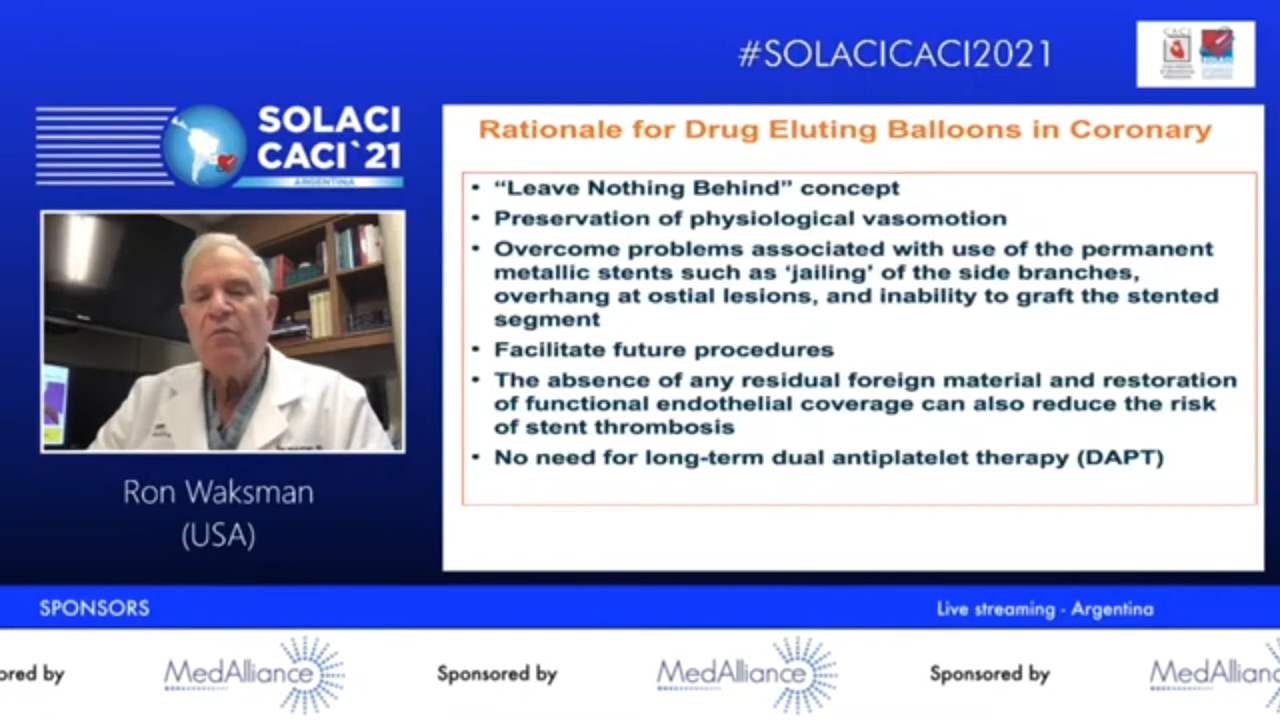 #SOLACICACI2021
CACI
SOLACI
SOLACI
CACI`21
ARGENTINA
Rationale for Drug Eluting Balloons in Coronary
• “Leave Nothing Behind” concept
• Preservation of physiological vasomotion
• Overcome problems associated with use of the permanent
metallic stents such as ‘jailing’ of the side branches,
overhang at ostial lesions, and inability to graft the stented
segment
• Facilitate future procedures
• The absence of any residual foreign material and restoration
of functional endothelial coverage can also reduce the risk
of stent thrombosis
• No need for long-term dual antiplatelet therapy (DAPT)
Ron Waksman
(USA)
SPONSORS
Live streaming - Argentina
ored by
MedAlliance
Sponsored by
MedAlliance
Sponsored by
MedAllianc